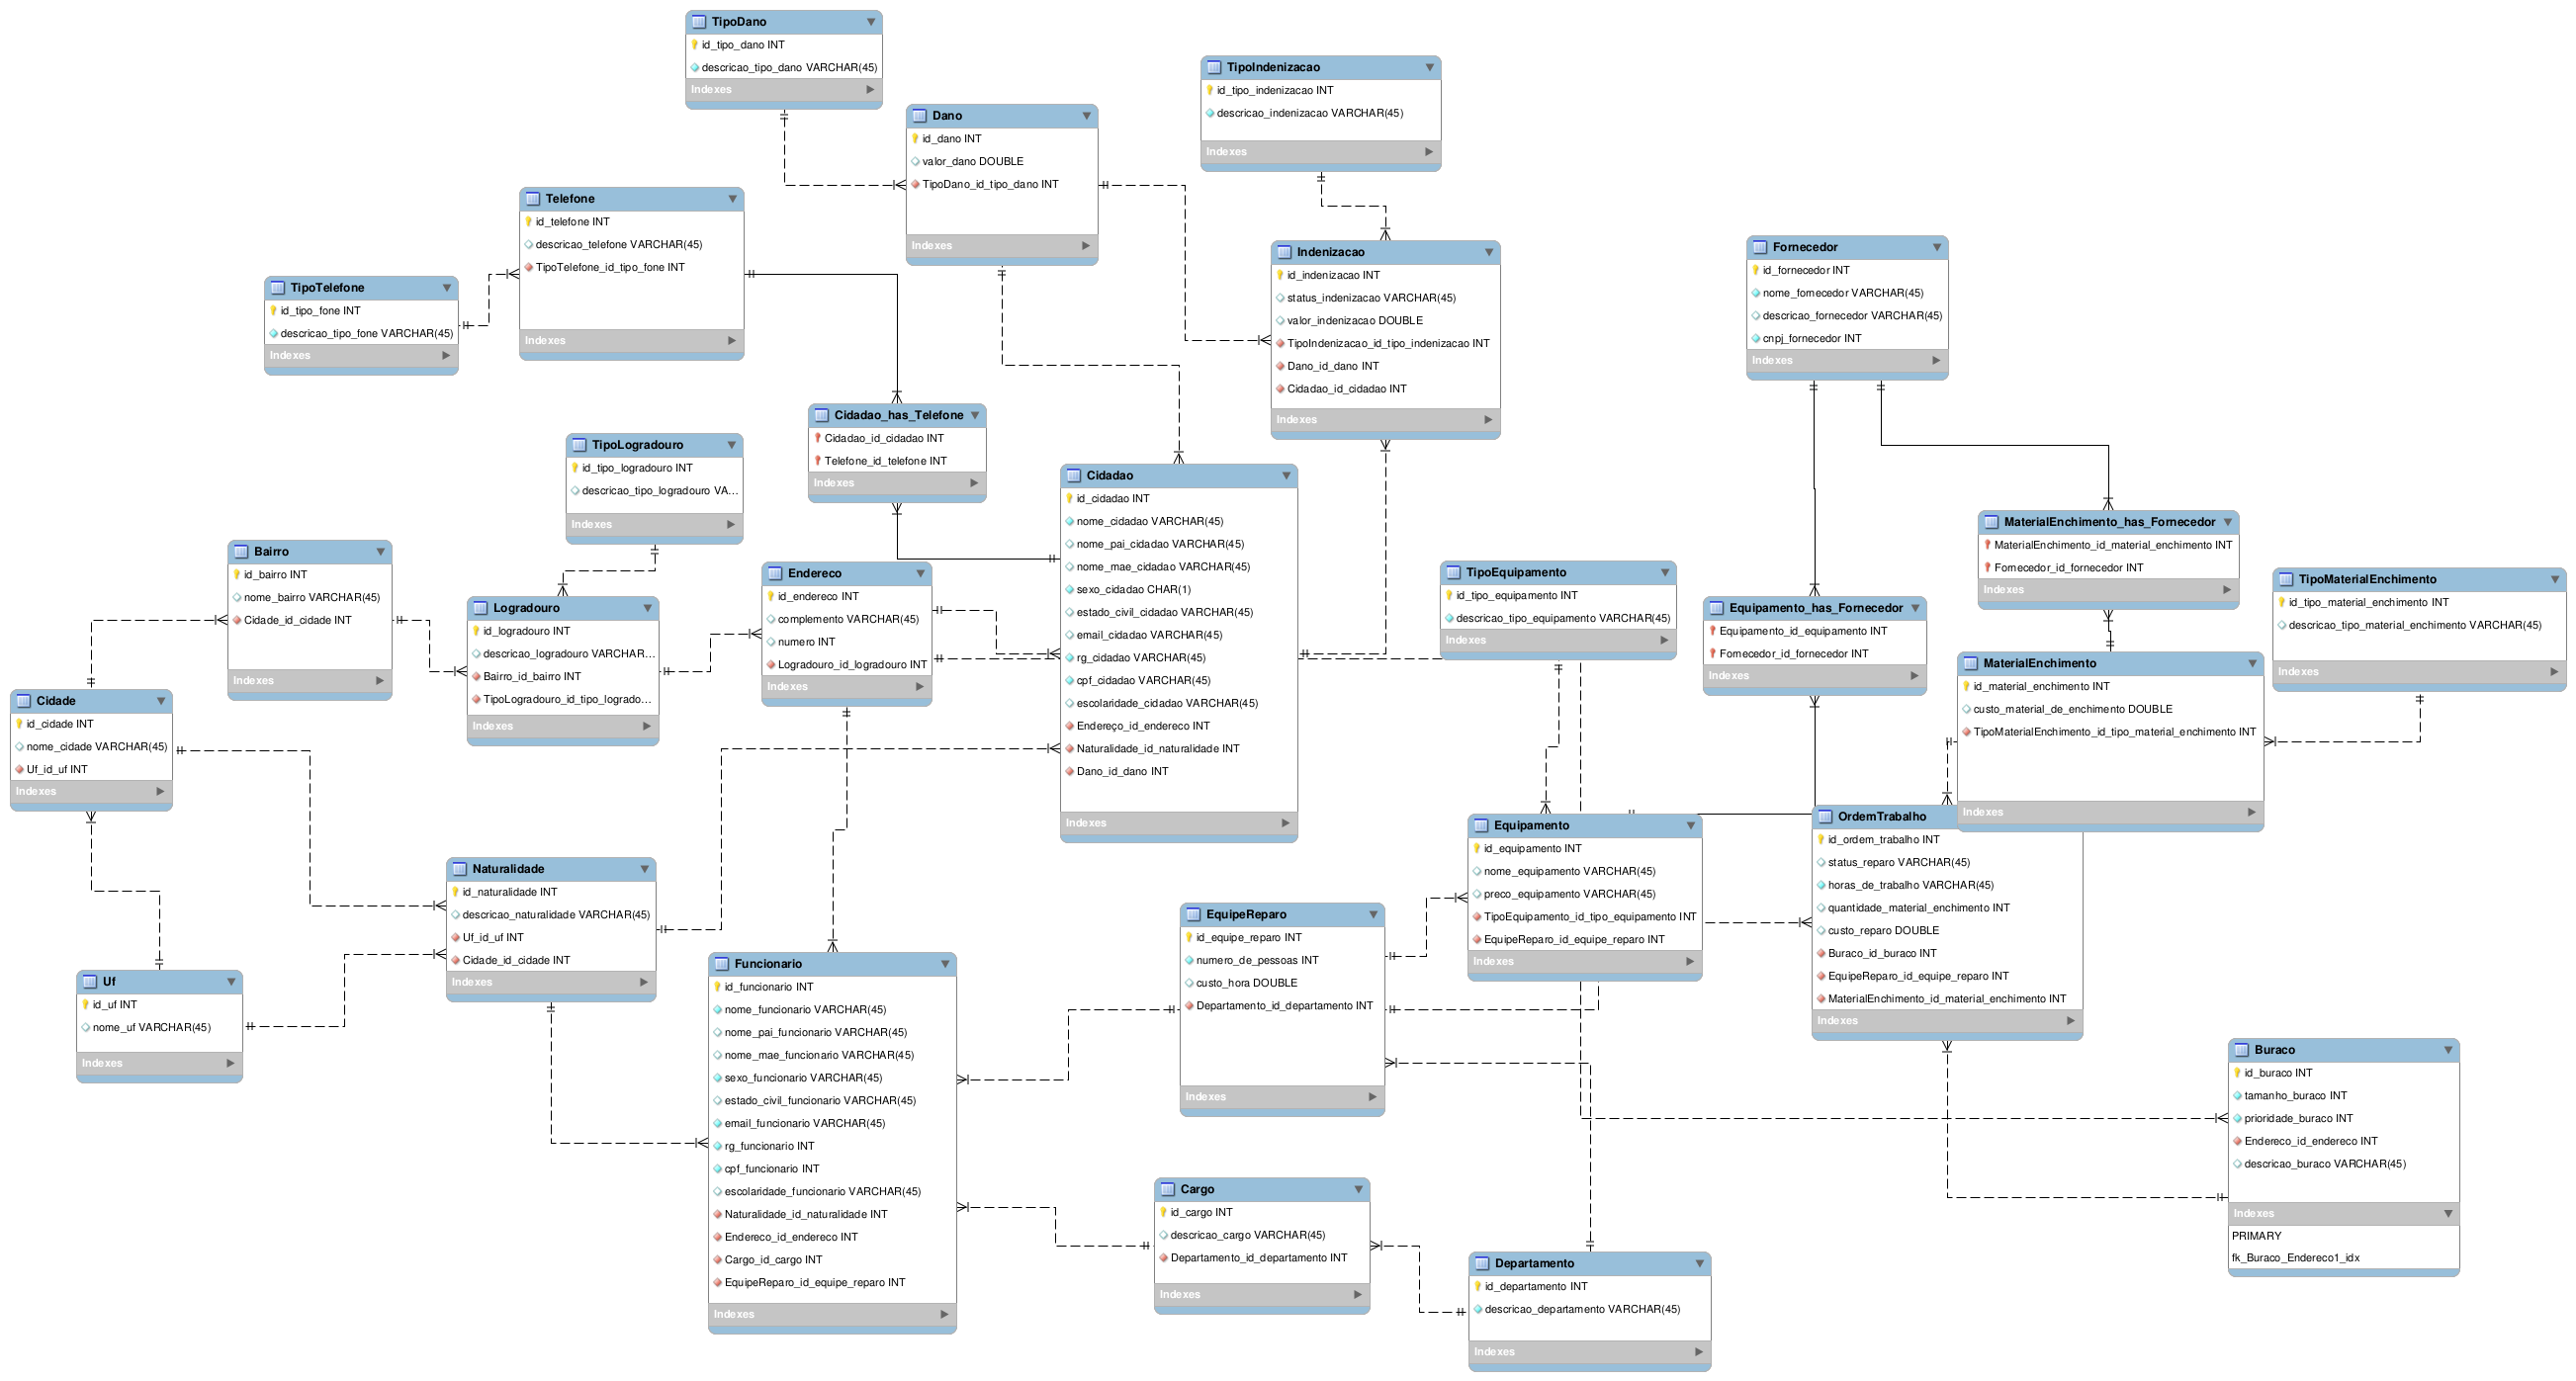 TipoDano
id_tipo_dano INT
descricao_tipo_dano VARCHAR(45)
Indexes
Dano
id_dano INT
valor_dano DOUBLE
TipoDano_id_tipo_dano INT
Indexes
TipoIndenizacao
id_tipo_indenizacao INT
descricao_indenizacao VARCHAR(45)
Indexes
Telefone
id_telefone INT
descricao_telefone VARCHAR(45)
TipoTelefone_id_tipo_fone INT
Indexes
TipoTelefone
id_tipo_fone INT
descricao_tipo_fone VARCHAR(45)
Indexes
Indenizacao
id_indenizacao INT
status_indenizacao VARCHAR(45)
valor_indenizacao DOUBLE
TipoIndenizacao_id_tipo_indenizacao INT
Dano_id_dano INT
Cidadao_id_cidadao INT
Indexes
Fornecedor
id_fornecedor INT
nome_fornecedor VARCHAR(45)
descricao_fornecedor VARCHAR(45)
cnpj_fornecedor INT
Indexes
Cidadao_has_Telefone
Cidadao_id_cidadao INT
Telefone_id_telefone INT
Indexes
TipoLogradouro
id_tipo_logradouro INT
descricao_tipo_logradouro VA...
Indexes
Cidadao
id_cidadao INT
nome_cidadao VARCHAR(45)
nome_pai_cidadao VARCHAR(45)
nome_mae_cidadao VARCHAR(45)
sexo_cidadao CHAR(1)
estado_civil_cidadao VARCHAR(45)
email_cidadao VARCHAR(45)
rg_cidadao VARCHAR(45)
cpf_cidadao VARCHAR(45)
escolaridade_cidadao VARCHAR(45)
Endereço_id_endereco INT
Naturalidade_id_naturalidade INT
Dano_id_dano INT
Indexes
MaterialEnchimento_has_Fornecedor
MaterialEnchimento_id_material_enchimento INT
Fornecedor_id_fornecedor INT
Indexes
Bairro
id_bairro INT
nome_bairro VARCHAR(45)
Cidade_id_cidade INT
Indexes
Endereco
id_endereco INT
complemento VARCHAR(45)
numero INT
Logradouro_id_logradouro INT
Indexes
TipoEquipamento
id_tipo_equipamento INT
descricao_tipo_equipamento VARCHAR(45)
Indexes
TipoMaterialEnchimento
id_tipo_material_enchimento INT
descricao_tipo_material_enchimento VARCHAR(45)
Indexes
Logradouro
id_logradouro INT
descricao_logradouro VARCHAR...
Bairro_id_bairro INT
TipoLogradouro_id_tipo_logrado...
Indexes
Equipamento_has_Fornecedor
Equipamento_id_equipamento INT
Fornecedor_id_fornecedor INT
Indexes
MaterialEnchimento
id_material_enchimento INT
custo_material_de_enchimento DOUBLE
TipoMaterialEnchimento_id_tipo_material_enchimento INT
Indexes
Cidade
id_cidade INT
nome_cidade VARCHAR(45)
Uf_id_uf INT
Indexes
OrdemTrabalho
id_ordem_trabalho INT
status_reparo VARCHAR(45)
horas_de_trabalho VARCHAR(45)
quantidade_material_enchimento INT
custo_reparo DOUBLE
Buraco_id_buraco INT
EquipeReparo_id_equipe_reparo INT
MaterialEnchimento_id_material_enchimento INT
Indexes
Equipamento
id_equipamento INT
nome_equipamento VARCHAR(45)
preco_equipamento VARCHAR(45)
TipoEquipamento_id_tipo_equipamento INT
EquipeReparo_id_equipe_reparo INT
Indexes
Naturalidade
id_naturalidade INT
descricao_naturalidade VARCHAR(45)
Uf_id_uf INT
Cidade_id_cidade INT
Indexes
EquipeReparo
id_equipe_reparo INT
numero_de_pessoas INT
custo_hora DOUBLE
Departamento_id_departamento INT
Indexes
Uf
id_uf INT
nome_uf VARCHAR(45)
Indexes
Funcionario
id_funcionario INT
nome_funcionario VARCHAR(45)
nome_pai_funcionario VARCHAR(45)
nome_mae_funcionario VARCHAR(45)
sexo_funcionario VARCHAR(45)
estado_civil_funcionario VARCHAR(45)
email_funcionario VARCHAR(45)
rg_funcionario INT
cpf_funcionario INT
escolaridade_funcionario VARCHAR(45)
Naturalidade_id_naturalidade INT
Endereco_id_endereco INT
Cargo_id_cargo INT
EquipeReparo_id_equipe_reparo INT
Indexes
Buraco
id_buraco INT
tamanho_buraco INT
prioridade_buraco INT
Endereco_id_endereco INT
descricao_buraco VARCHAR(45)
Indexes
PRIMARY
fk_Buraco_Endereco1_idx
Cargo
id_cargo INT
descricao_cargo VARCHAR(45)
Departamento_id_departamento INT
Indexes
Departamento
id_departamento INT
descricao_departamento VARCHAR(45)
Indexes